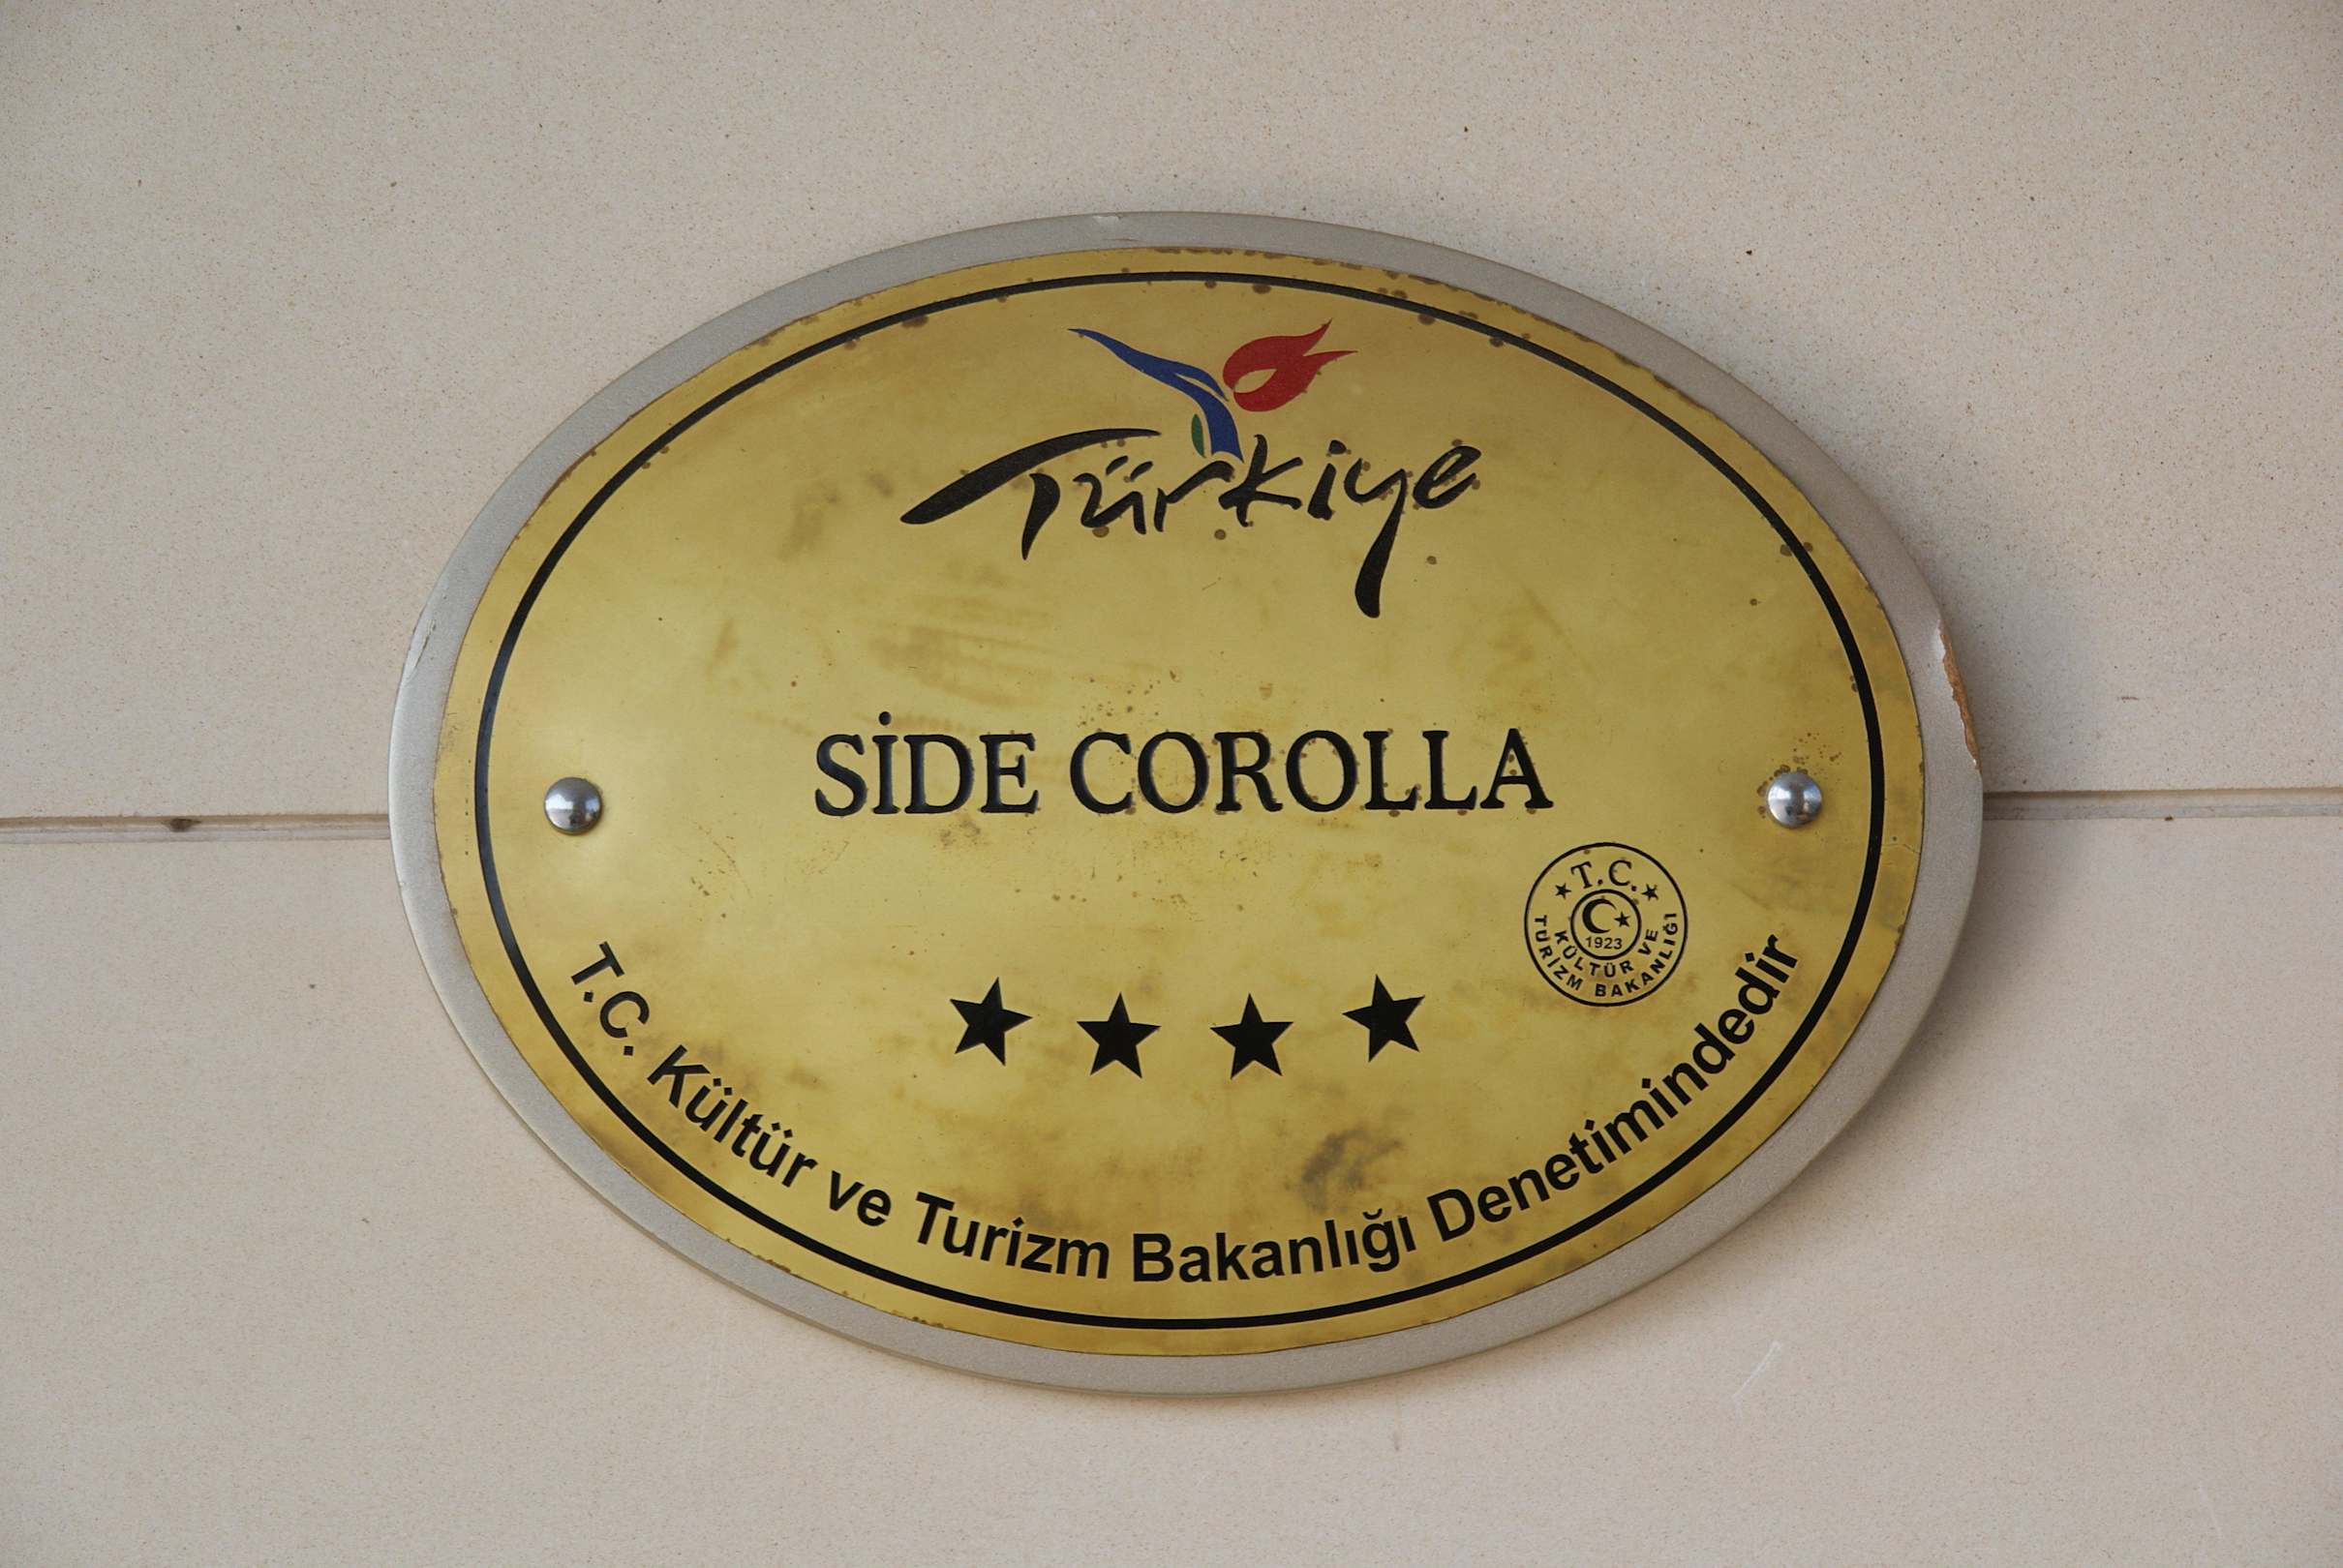 Türkiye
SİDE COROLLA
T.C.
1923
KÜLTÜR VE
TURİZM BAKANLIĞI
T.C. Kültür ve Turizm Bakanlığı Denetimindedir